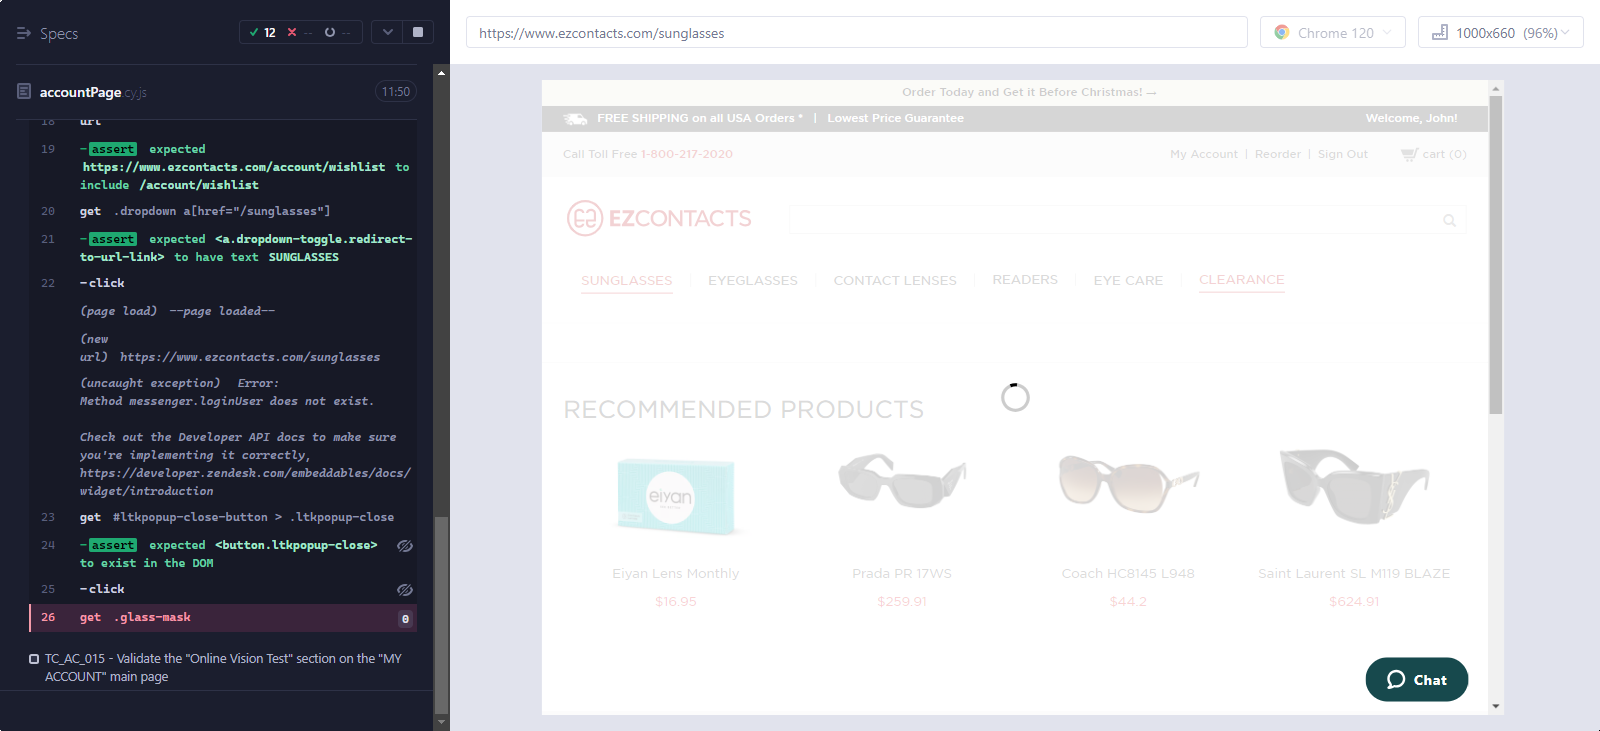 Specs
12 -- --
https://www.ezcontacts.com/sunglasses
Chrome 120
1000x660 (96%)
accountPage.cy.js
11:50
18 url
19 -assert expected
https://www.ezcontacts.com/account/wishlist to
include /account/wishlist
20 get .dropdown a[href="/sunglasses"]
21 -assert expected <a.dropdown-toggle.redirect-
to-url-link> to have text SUNGLASSES
22 -click
(page load) --page loaded--
(new
url) https://www.ezcontacts.com/sunglasses
(uncaught exception) Error:
Method messenger.loginUser does not exist.
Check out the Developer API docs to make sure
you're implementing it correctly,
https://developer.zendesk.com/embeddables/docs/
widget/introduction
23 get #ltkpopup-close-button > .ltkpopup-close
24 -assert expected <button.ltkpopup-close>
to exist in the DOM
25 -click
26 get .glass-mask 0
TC_AC_015 - Validate the "Online Vision Test" section on the "MY
ACCOUNT" main page
Order Today and Get it Before Christmas! →
FREE SHIPPING on all USA Orders * | Lowest Price Guarantee
Welcome, John!
Call Toll Free 1-800-217-2020
My Account | Reorder | Sign Out
cart (0)
EZCONTACTS
SUNGLASSES
EYEGLASSES
CONTACT LENSES
READERS
EYE CARE
CLEARANCE
RECOMMENDED PRODUCTS
eiyan
Eiyan Lens Monthly
$16.95
Prada PR 17WS
$259.91
Coach HC8145 L948
$44.2
Saint Laurent SL M119 BLAZE
$624.91
Chat